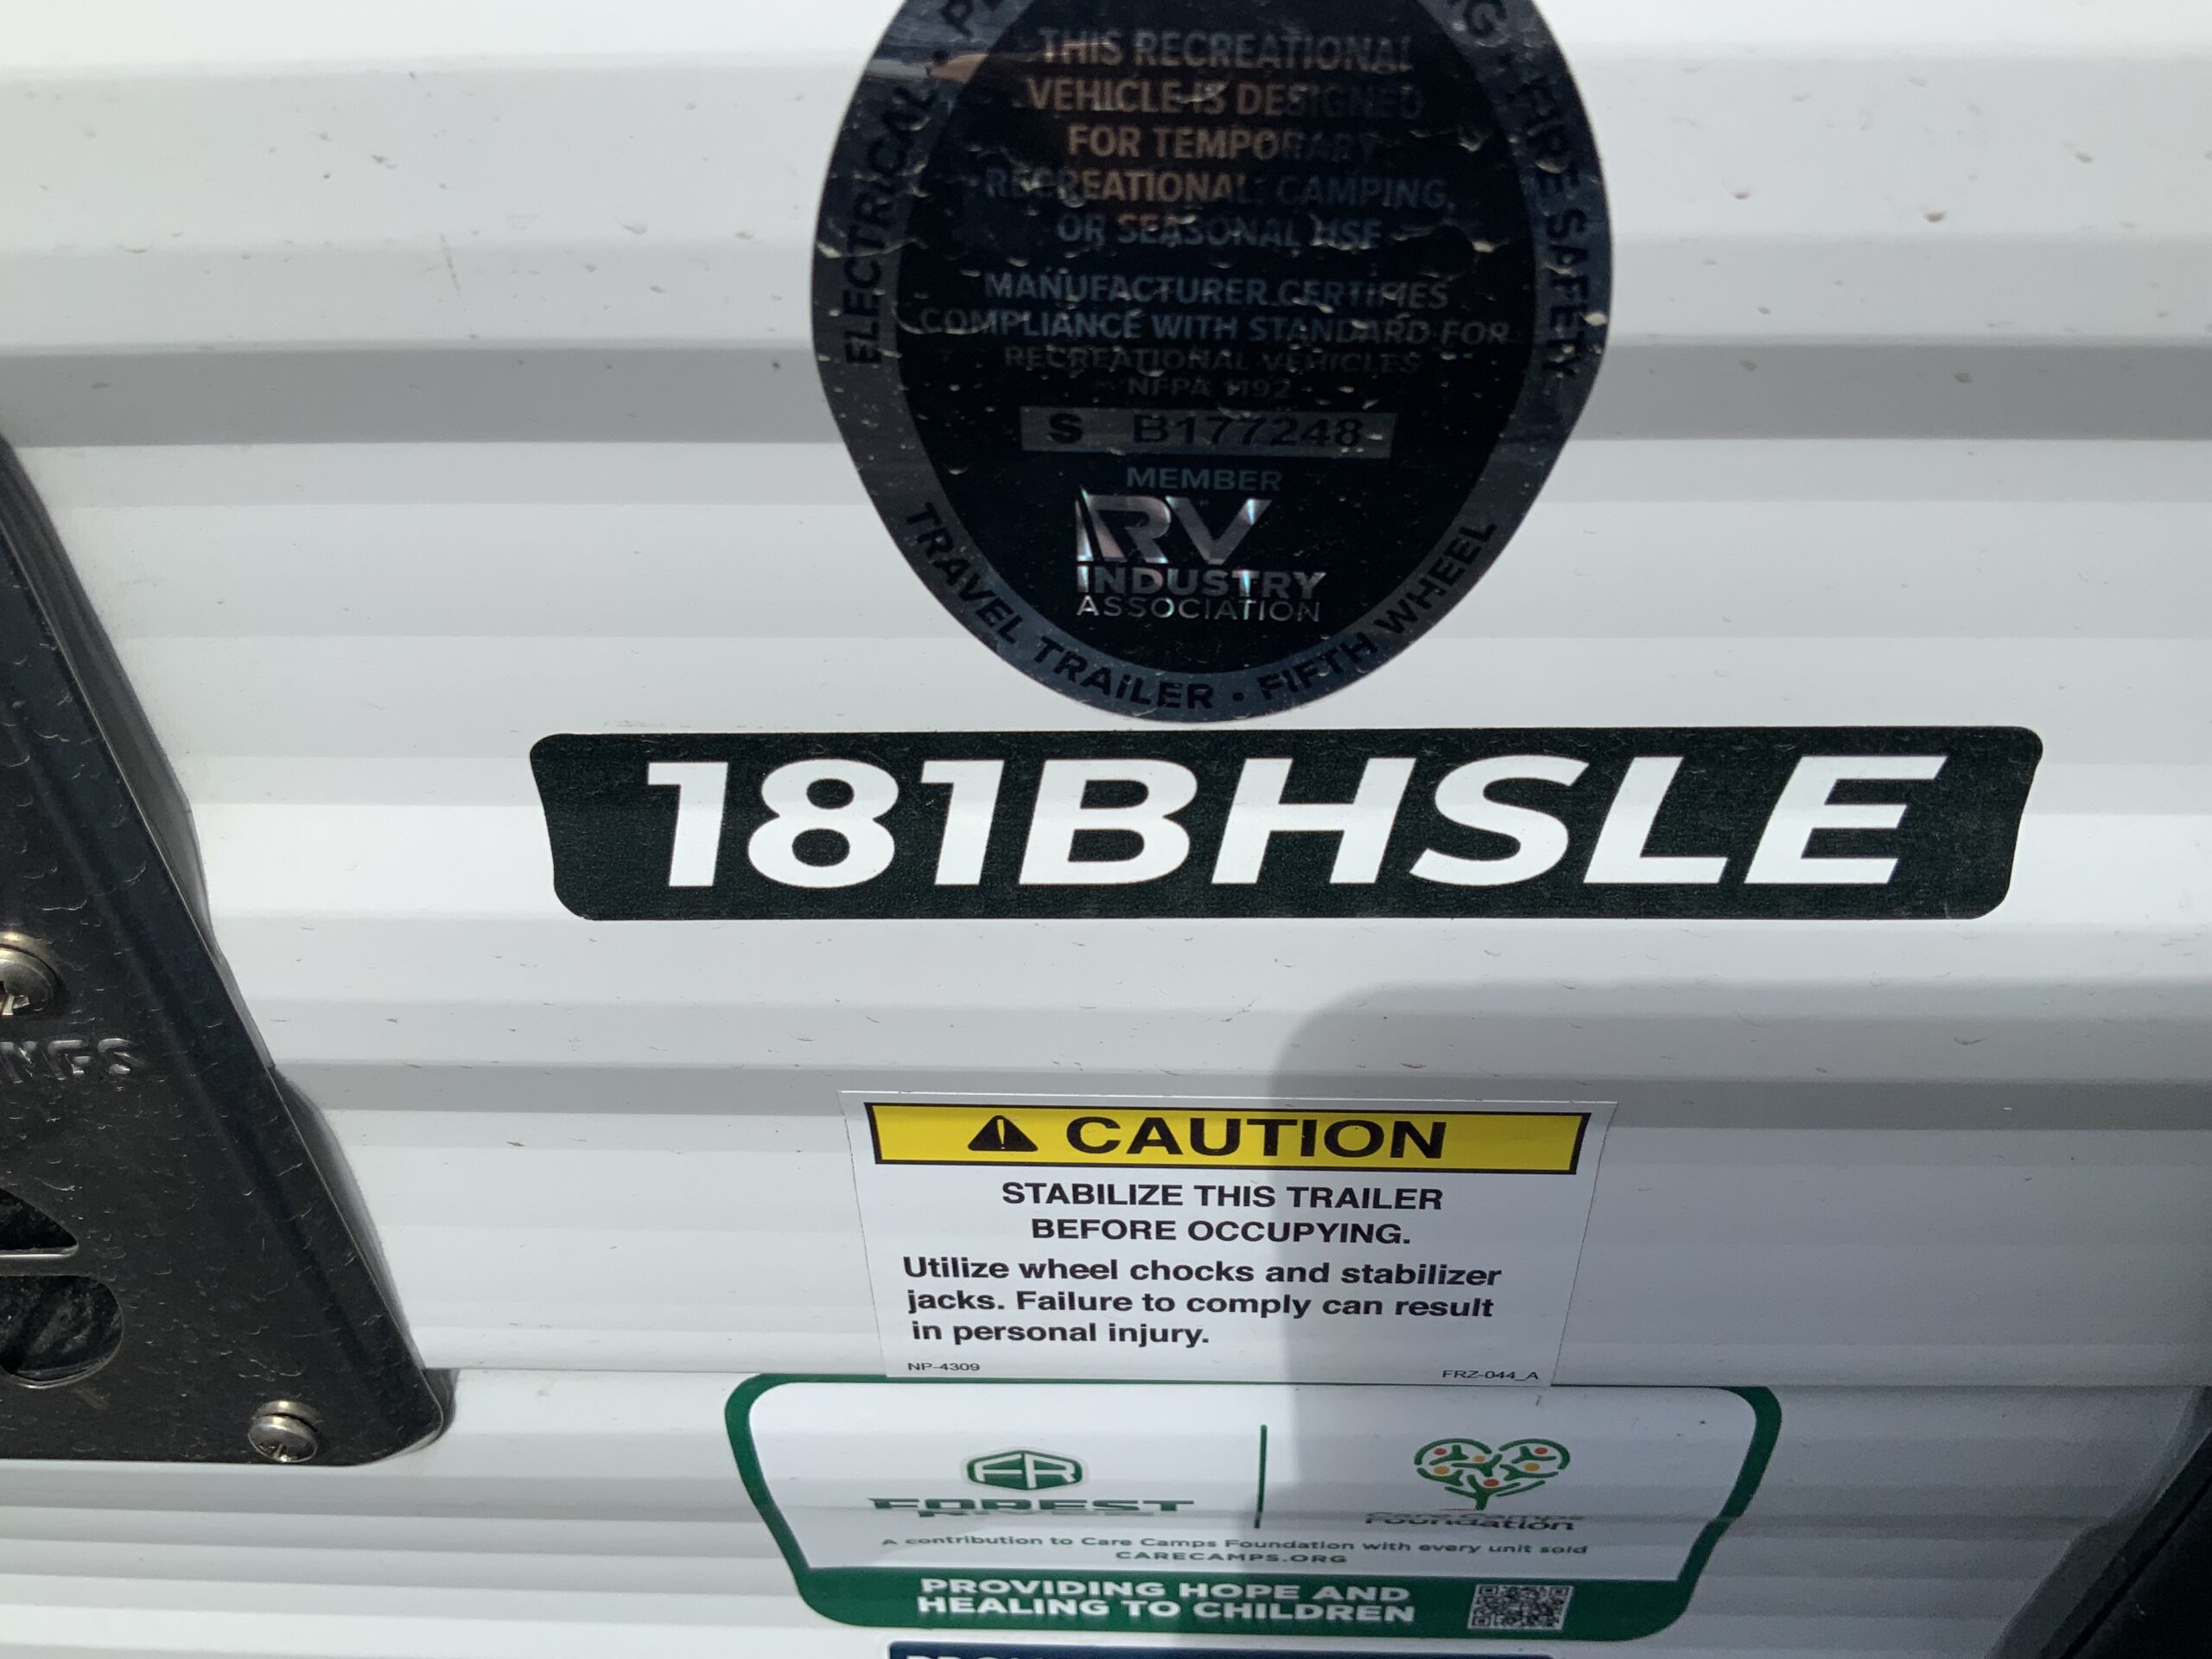 THIS RECREATIONAL
VEHICLE IS DESIGNED
FOR TEMPORARY
RECREATIONAL, CAMPING,
OR SEASONAL USE
MANUFACTURER CERTIFIES
COMPLIANCE WITH STANDARD FOR
RECREATIONAL VEHICLES
NFPA 1192
S B177248
MEMBER
RV
INDUSTRY
ASSOCIATION
ELECTRICAL •
FIRE SAFETY
TRAVEL TRAILER • FIFTH WHEEL
181BHSLE
CAUTION
STABILIZE THIS TRAILER
BEFORE OCCUPYING.
Utilize wheel chocks and stabilizer
jacks. Failure to comply can result
in personal injury.
NP-4309 FRZ-044_A
FR
FOREST
RIVER
Care Camps
Foundation
A contribution to Care Camps Foundation with every unit sold
CARECAMPS.ORG
PROVIDING HOPE AND
HEALING TO CHILDREN